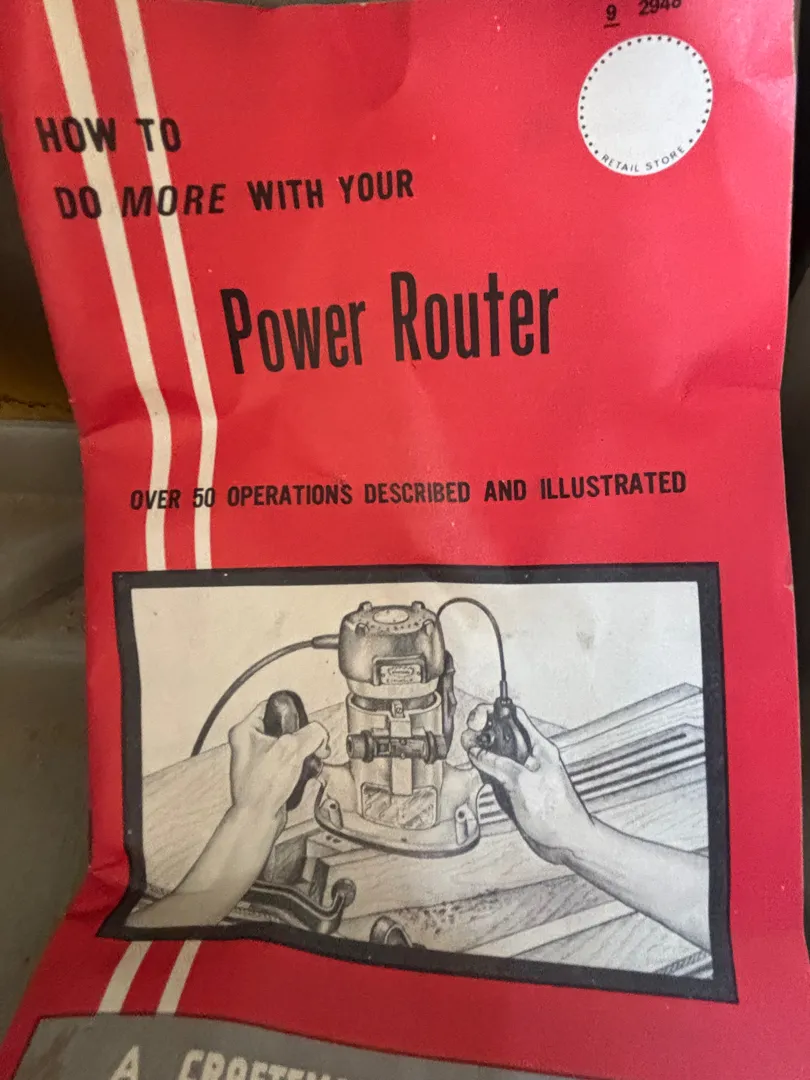 9 2948
RETAIL STORE
HOW TO
DO MORE WITH YOUR
Power Router
OVER 50 OPERATIONS DESCRIBED AND ILLUSTRATED
A